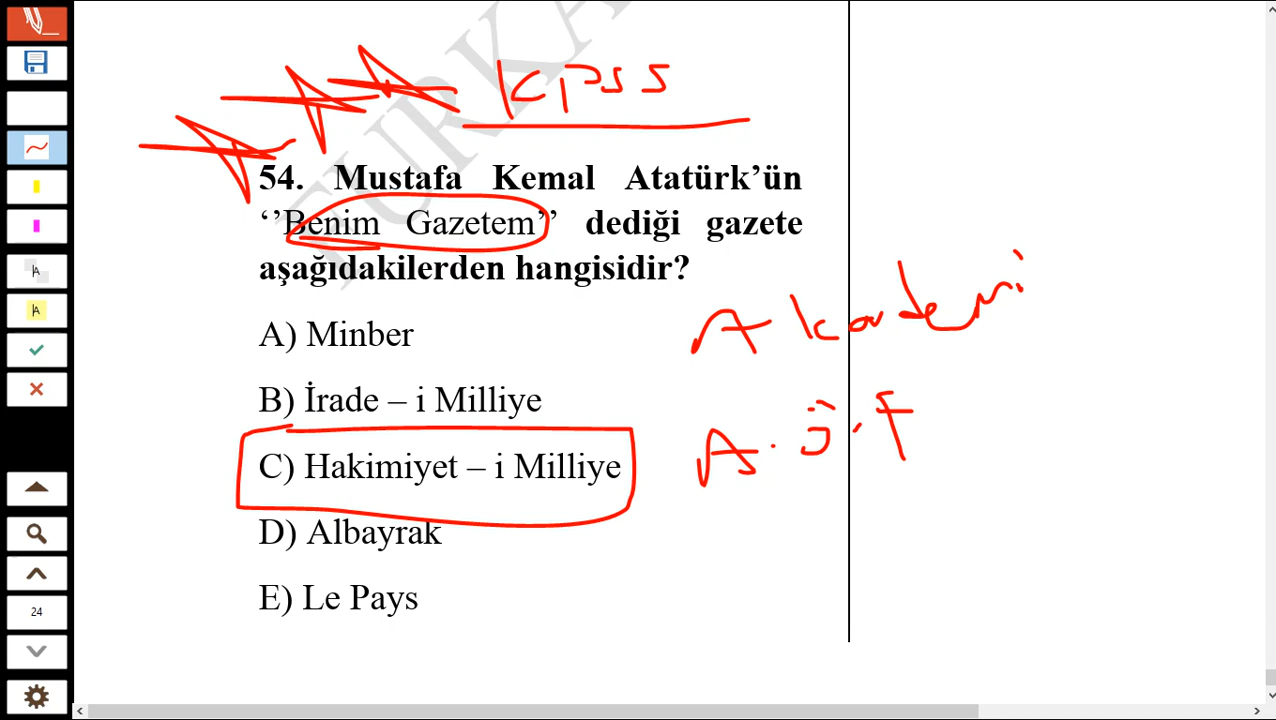 KPSS
54. Mustafa Kemal Atatürk’ün
‘’Benim Gazetem’’ dediği gazete
aşağıdakilerden hangisidir?
A) Minber
B) İrade – i Milliye
C) Hakimiyet – i Milliye
D) Albayrak
E) Le Pays
Akademi
A.Ö.F
24